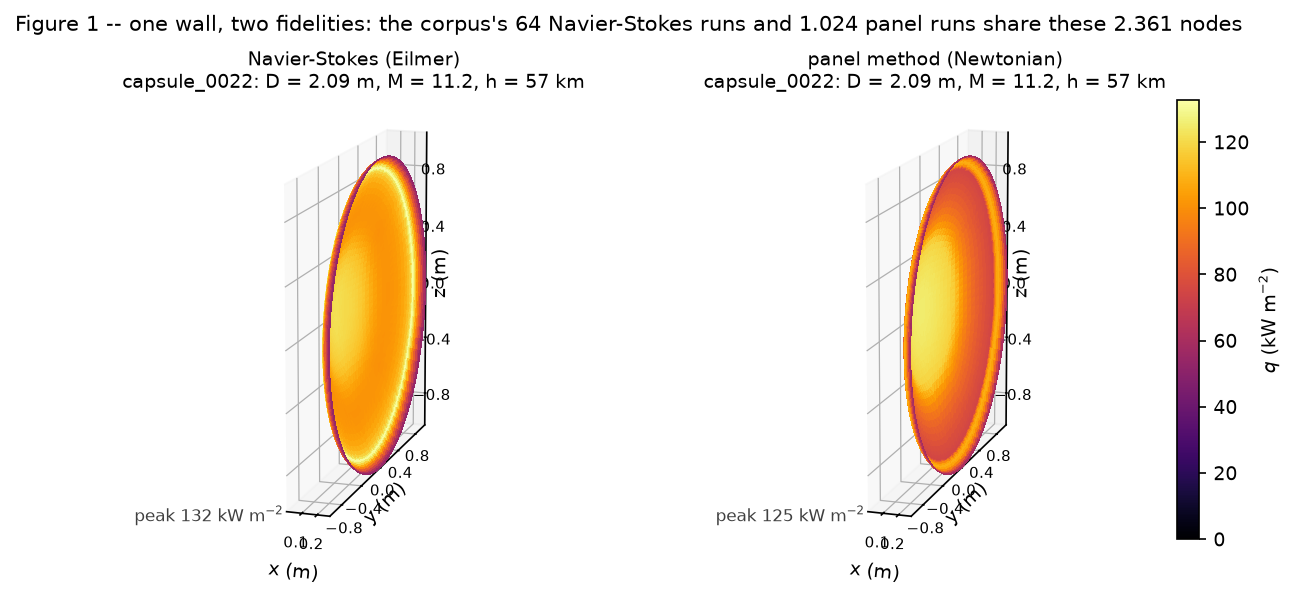 Figure 1 -- one wall, two fidelities: the corpus's 64 Navier-Stokes runs and 1.024 panel runs share these 2.361 nodes
Navier-Stokes (Eilmer)
capsule_0022: D = 2.09 m, M = 11.2, h = 57 km
0.8
0.4
0.0
z (m)
−0.4
−0.8
0.8
0.4
0.0
−0.4
−0.8
y (m)
peak 132 kW m⁻²
0.1
0.2
x (m)
panel method (Newtonian)
capsule_0022: D = 2.09 m, M = 11.2, h = 57 km
0.8
0.4
0.0
z (m)
−0.4
−0.8
0.8
0.4
0.0
−0.4
−0.8
y (m)
peak 125 kW m⁻²
0.1
0.2
x (m)
120
100
80
60
40
20
0
q (kW m⁻²)